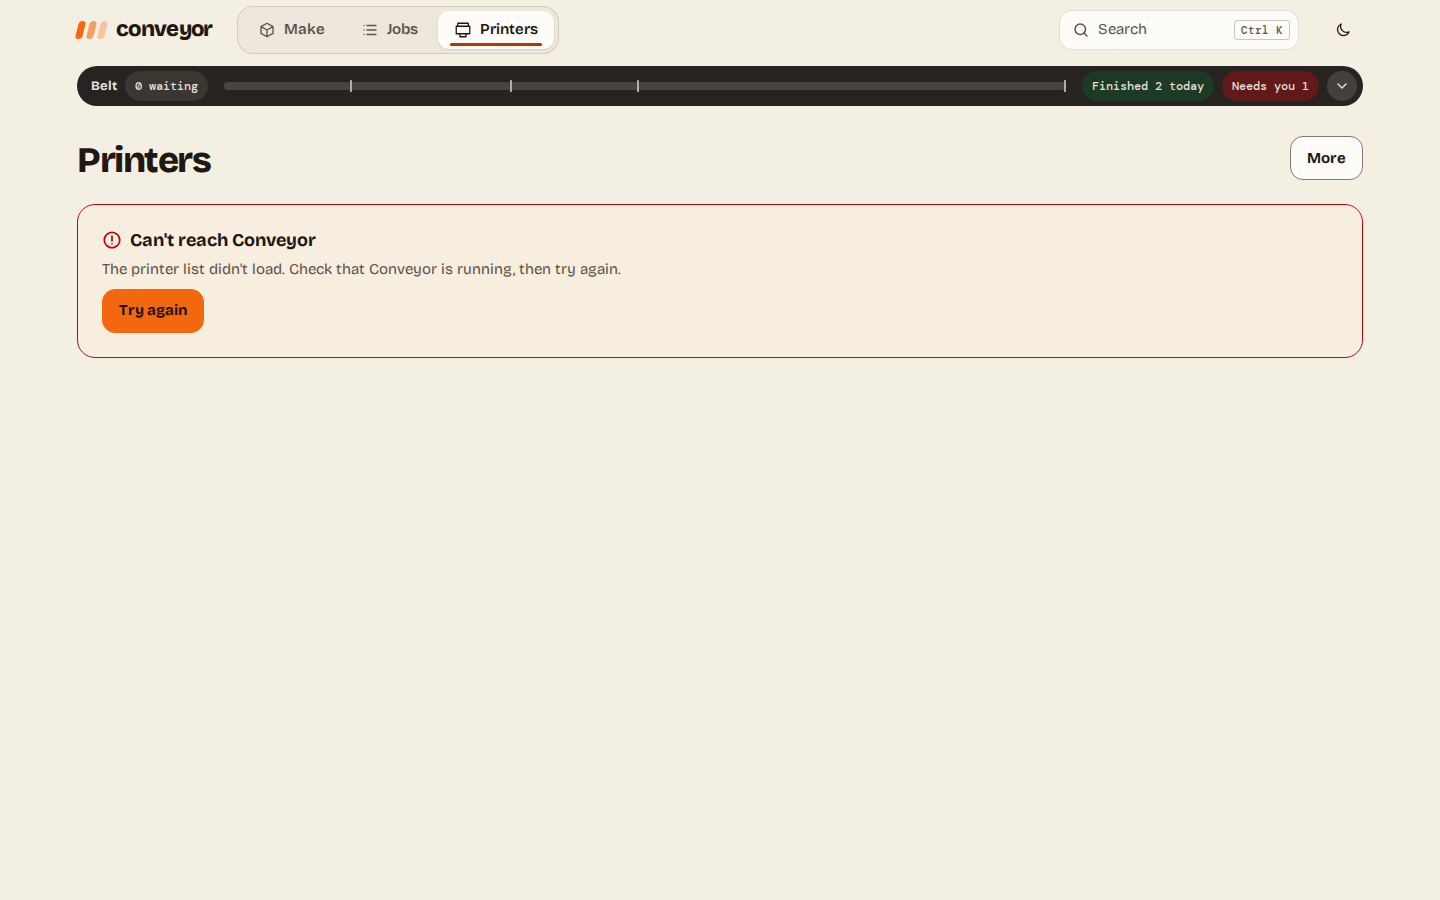 conveyor
Make
Jobs
Printers
Search
Ctrl K
Belt
0 waiting
Finished 2 today
Needs you 1
Printers
More
Can't reach Conveyor
The printer list didn't load. Check that Conveyor is running, then try again.
Try again